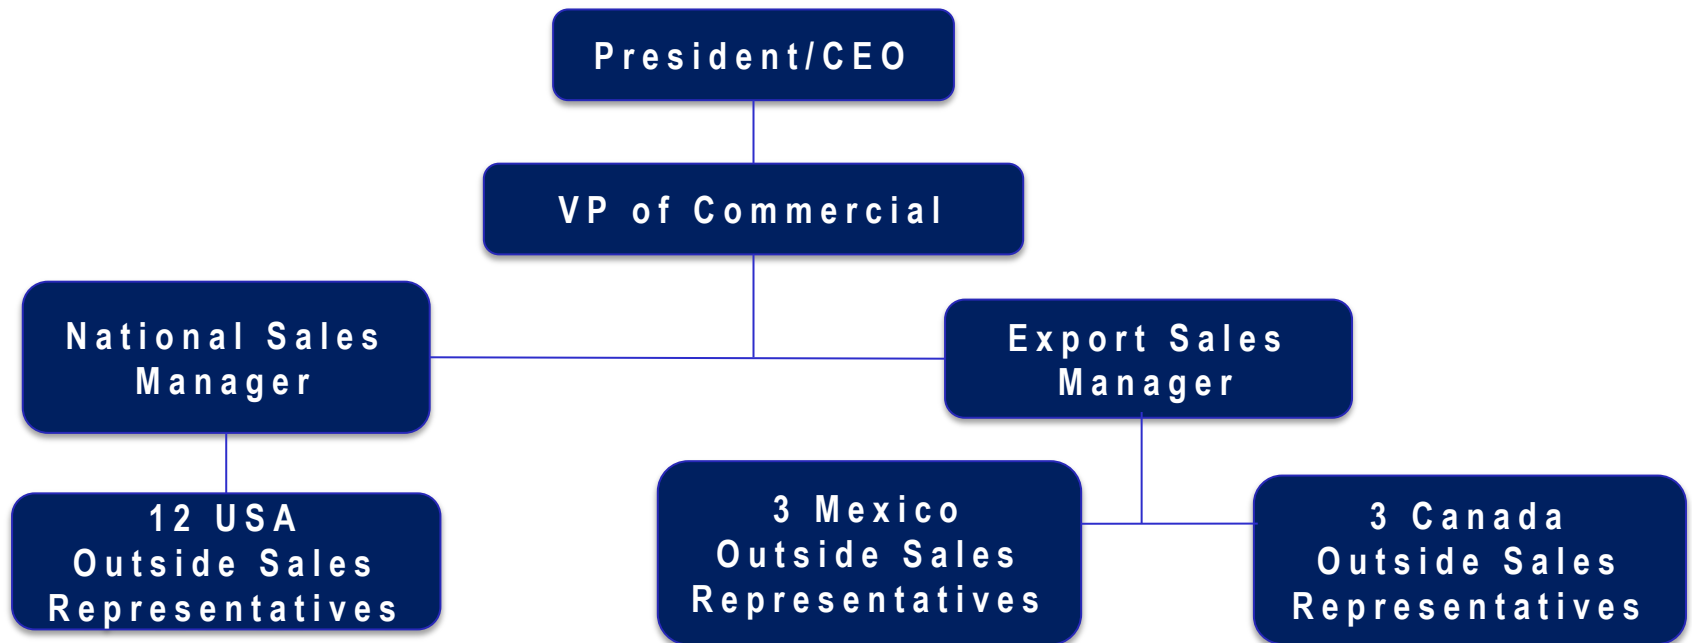 President/CEO
VP of Commercial
National Sales
Manager
Export Sales
Manager
12 USA
Outside Sales
Representatives
3 Mexico
Outside Sales
Representatives
3 Canada
Outside Sales
Representatives